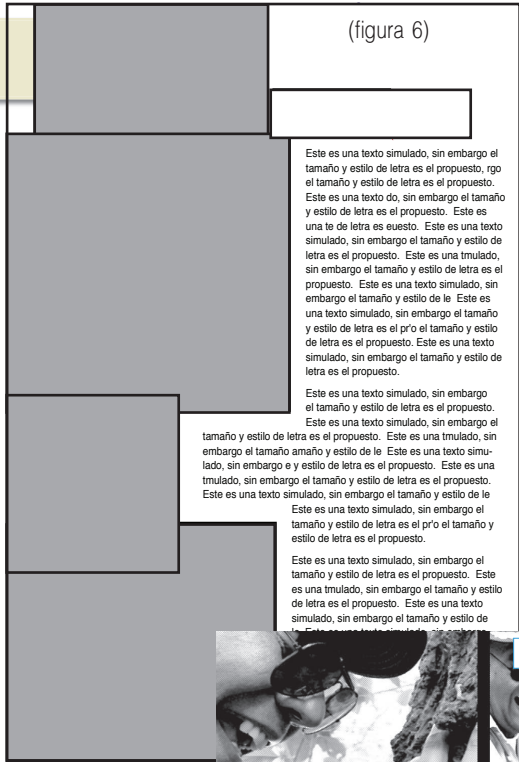 (figura 6)
Este es una texto simulado, sin embargo el
tamaño y estilo de letra es el propuesto, rgo
el tamaño y estilo de letra es el propuesto.
Este es una texto do, sin embargo el tamaño
y estilo de letra es el propuesto. Este es
una te de letra es euesto. Este es una texto
simulado, sin embargo el tamaño y estilo de
letra es el propuesto. Este es una tmulado,
sin embargo el tamaño y estilo de letra es el
propuesto. Este es una texto simulado, sin
embargo el tamaño y estilo de le Este es
una texto simulado, sin embargo el tamaño
y estilo de letra es el pr'o el tamaño y estilo
de letra es el propuesto. Este es una texto
simulado, sin embargo el tamaño y estilo de
letra es el propuesto.
Este es una texto simulado, sin embargo
el tamaño y estilo de letra es el propuesto.
Este es una texto simulado, sin embargo el
tamaño y estilo de letra es el propuesto. Este es una tmulado, sin
embargo el tamaño amaño y estilo de le Este es una texto simu-
lado, sin embargo e y estilo de letra es el propuesto. Este es una
tmulado, sin embargo el tamaño y estilo de letra es el propuesto.
Este es una texto simulado, sin embargo el tamaño y estilo de le
Este es una texto simulado, sin embargo el
tamaño y estilo de letra es el pr'o el tamaño y
estilo de letra es el propuesto.
Este es una texto simulado, sin embargo el
tamaño y estilo de letra es el propuesto. Este
es una tmulado, sin embargo el tamaño y estilo
de letra es el propuesto. Este es una texto
simulado, sin embargo el tamaño y estilo de